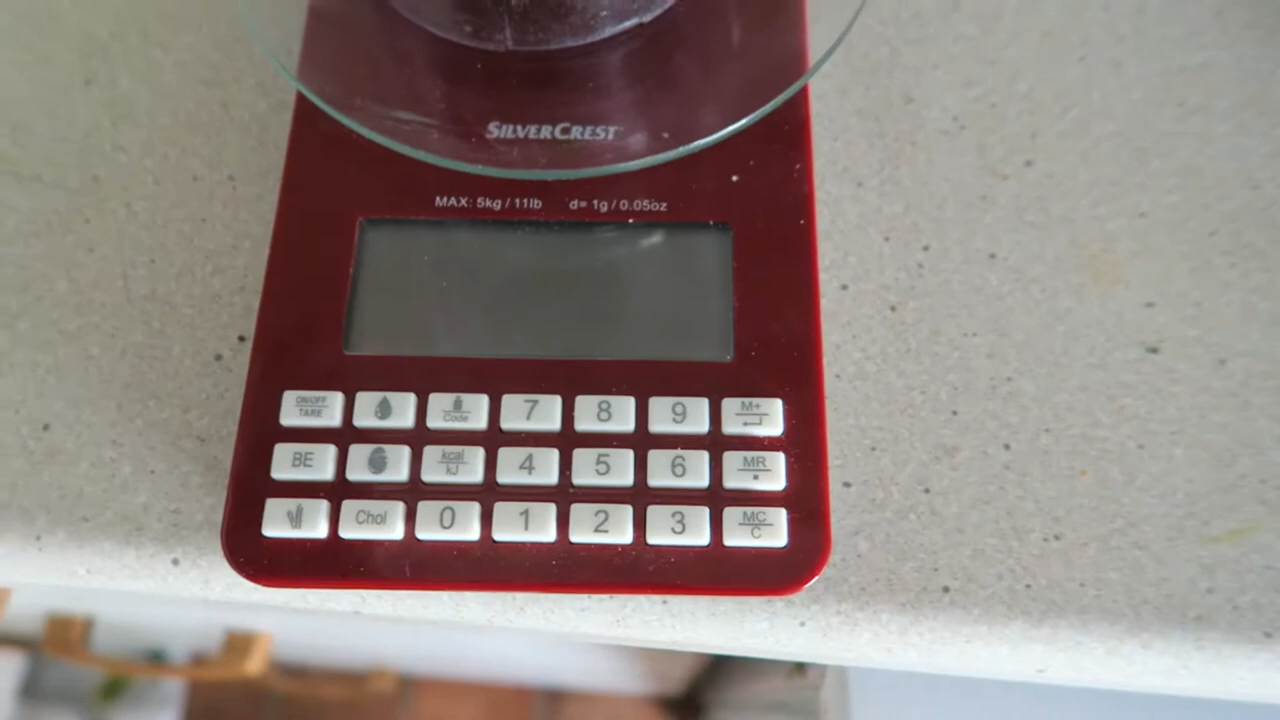 SILVERCREST
MAX: 5kg / 11lb d= 1g / 0.05oz
ON/OFF TARE Code 7 8 9 M+
BE kcal kJ 4 5 6 MR
Chol 0 1 2 3 MC C